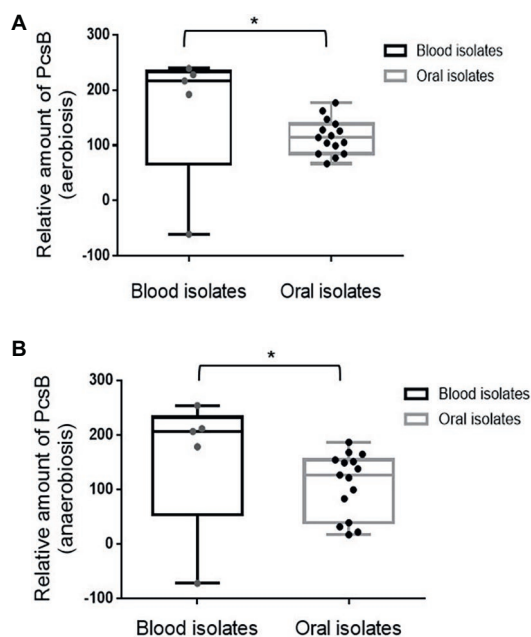 A
*
300
200
100
0
-100
Relative amount of PcsB
(aerobiosis)
Blood isolates
Oral isolates
Blood isolates
Oral isolates
B
*
300
200
100
0
-100
Relative amount of PcsB
(anaerobiosis)
Blood isolates
Oral isolates
Blood isolates
Oral isolates